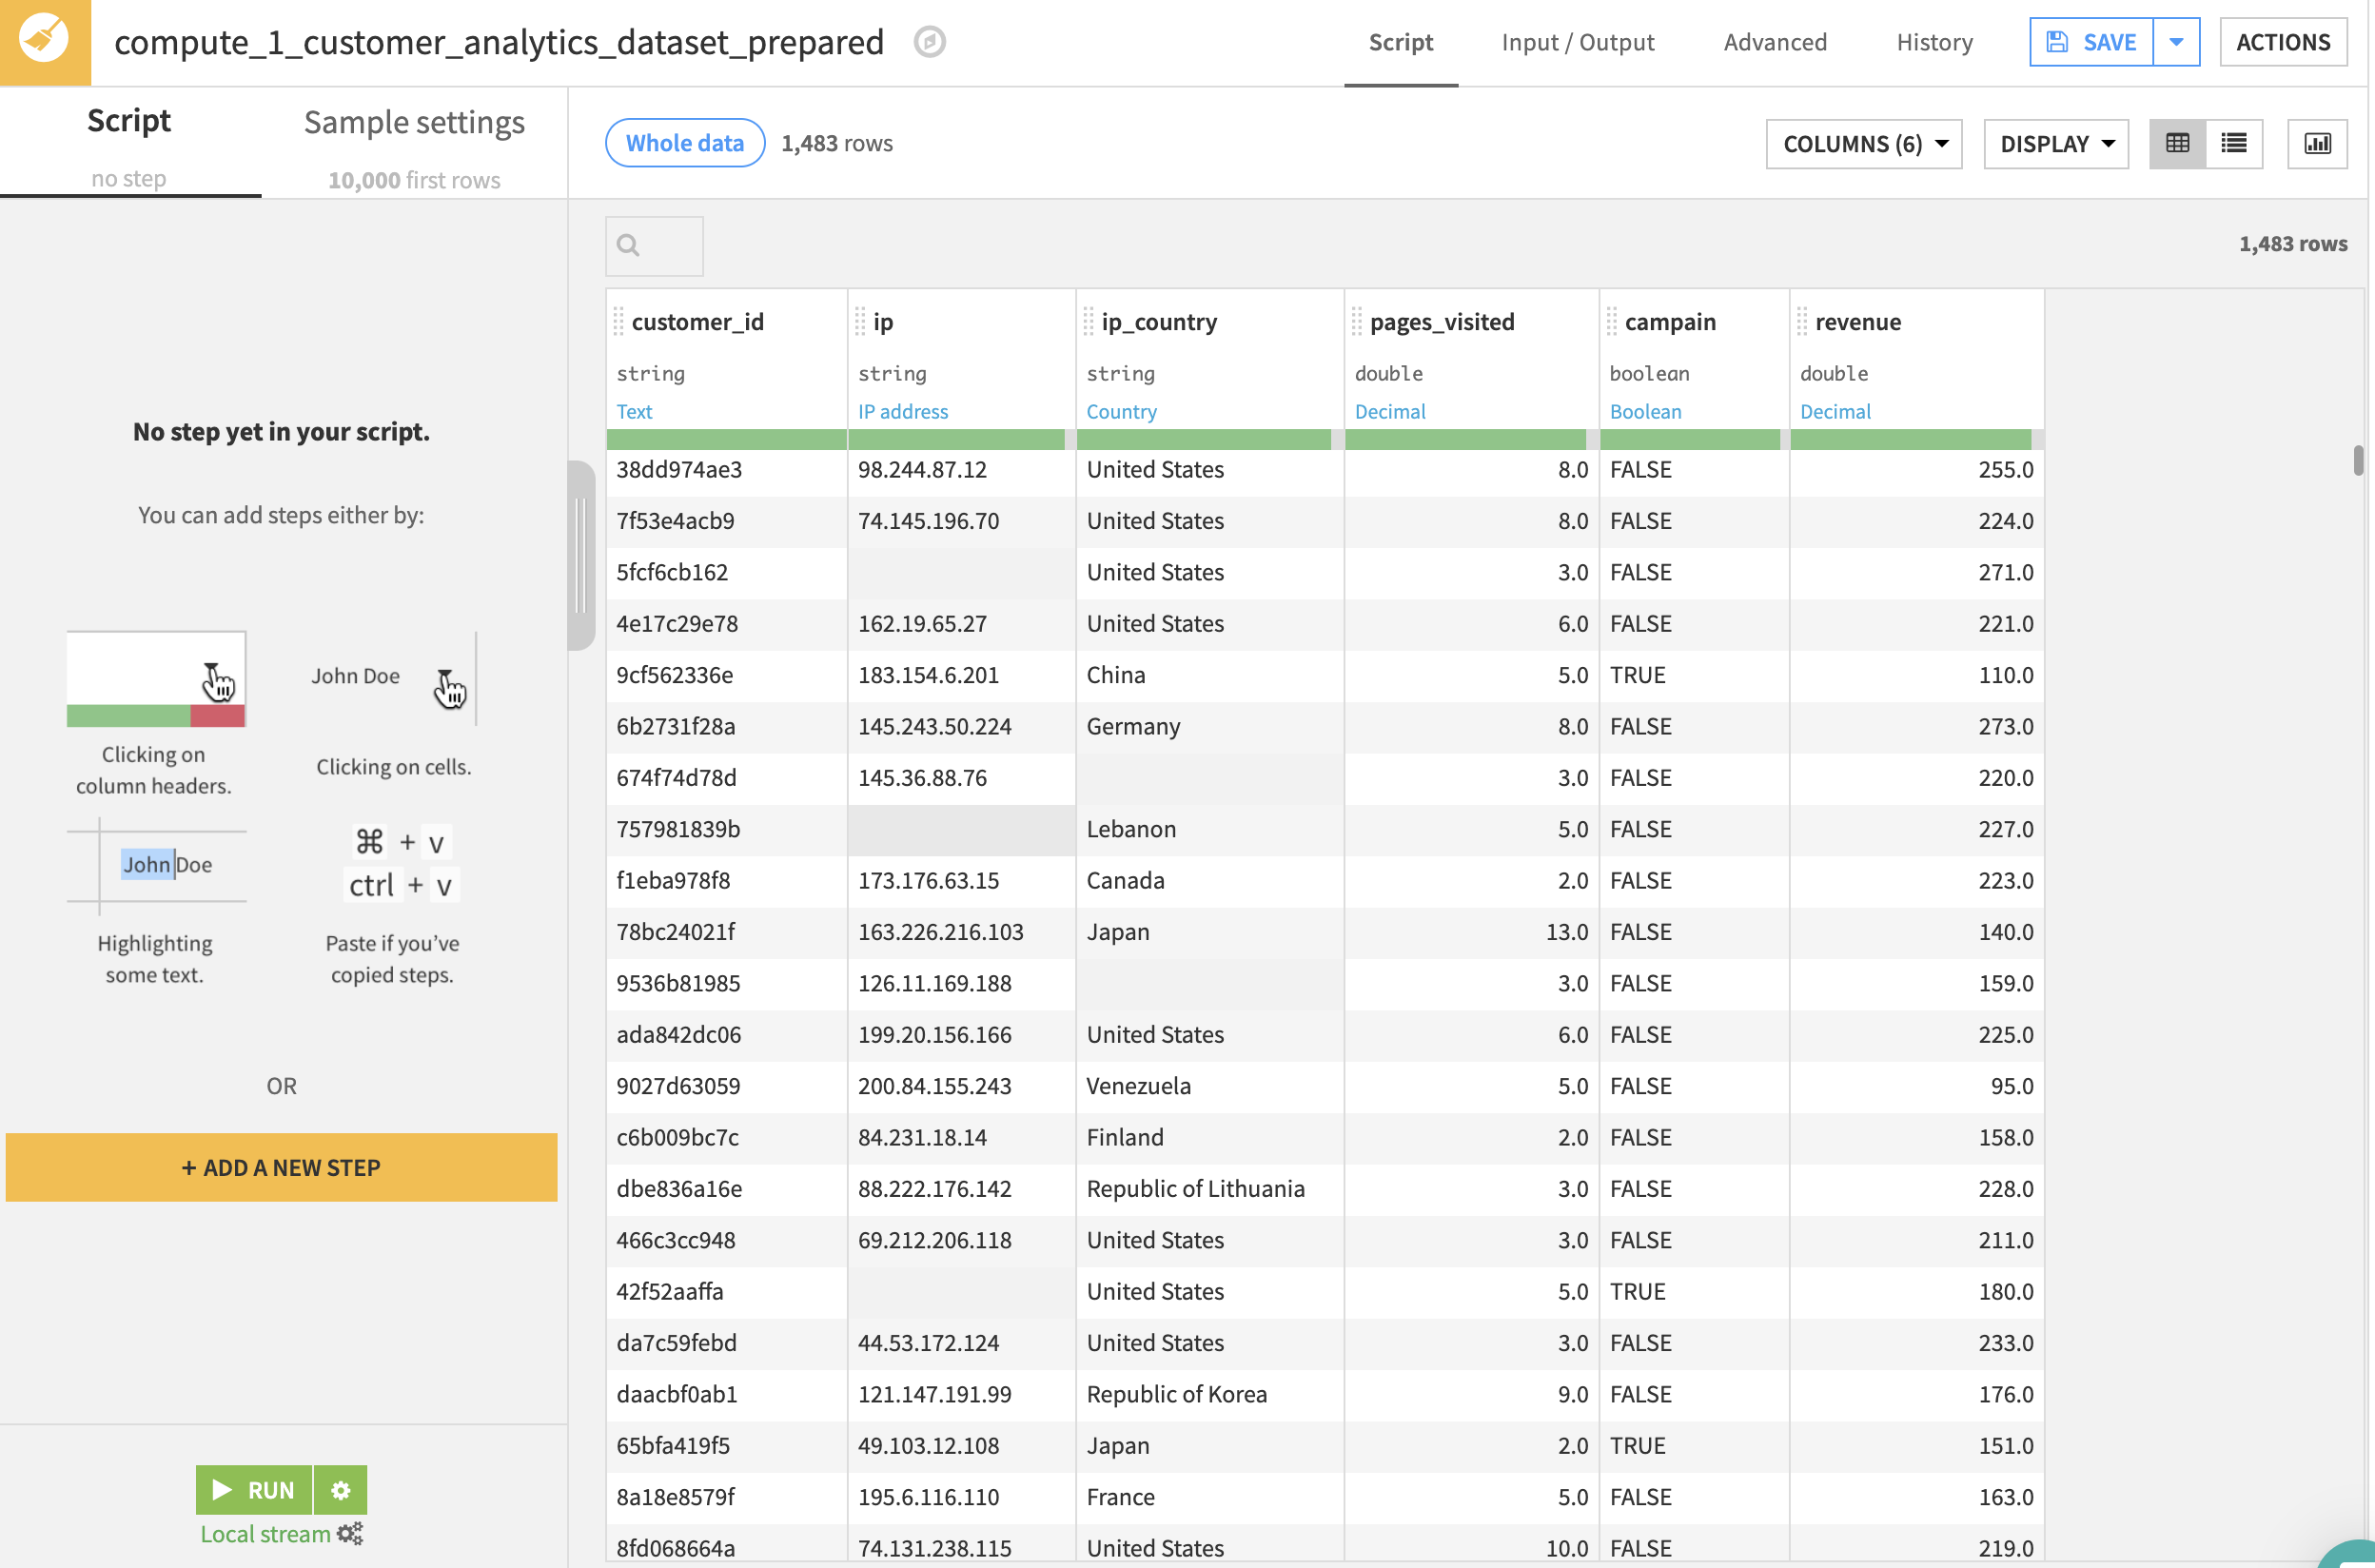 compute_1_customer_analytics_dataset_prepared
Script Input / Output Advanced History SAVE ACTIONS
Script Sample settings
no step 10,000 first rows
Whole data 1,483 rows COLUMNS (6) DISPLAY
1,483 rows
No step yet in your script.
You can add steps either by:
John Doe
Clicking on
column headers.
Clicking on cells.
John Doe
⌘ + v
ctrl + v
Highlighting
some text.
Paste if you’ve
copied steps.
OR
+ ADD A NEW STEP
RUN
Local stream
customer_id ip ip_country pages_visited campain revenue
string string string double boolean double
Text IP address Country Decimal Boolean Decimal
38dd974ae3 98.244.87.12 United States 8.0 FALSE 255.0
7f53e4acb9 74.145.196.70 United States 8.0 FALSE 224.0
5fcf6cb162 United States 3.0 FALSE 271.0
4e17c29e78 162.19.65.27 United States 6.0 FALSE 221.0
9cf562336e 183.154.6.201 China 5.0 TRUE 110.0
6b2731f28a 145.243.50.224 Germany 8.0 FALSE 273.0
674f74d78d 145.36.88.76 3.0 FALSE 220.0
757981839b Lebanon 5.0 FALSE 227.0
f1eba978f8 173.176.63.15 Canada 2.0 FALSE 223.0
78bc24021f 163.226.216.103 Japan 13.0 FALSE 140.0
9536b81985 126.11.169.188 3.0 FALSE 159.0
ada842dc06 199.20.156.166 United States 6.0 FALSE 225.0
9027d63059 200.84.155.243 Venezuela 5.0 FALSE 95.0
c6b009bc7c 84.231.18.14 Finland 2.0 FALSE 158.0
dbe836a16e 88.222.176.142 Republic of Lithuania 3.0 FALSE 228.0
466c3cc948 69.212.206.118 United States 3.0 FALSE 211.0
42f52aaffa United States 5.0 TRUE 180.0
da7c59febd 44.53.172.124 United States 3.0 FALSE 233.0
daacbf0ab1 121.147.191.99 Republic of Korea 9.0 FALSE 176.0
65bfa419f5 49.103.12.108 Japan 2.0 TRUE 151.0
8a18e8579f 195.6.116.110 France 5.0 FALSE 163.0
8fd068664a 74.131.238.115 United States 10.0 FALSE 219.0